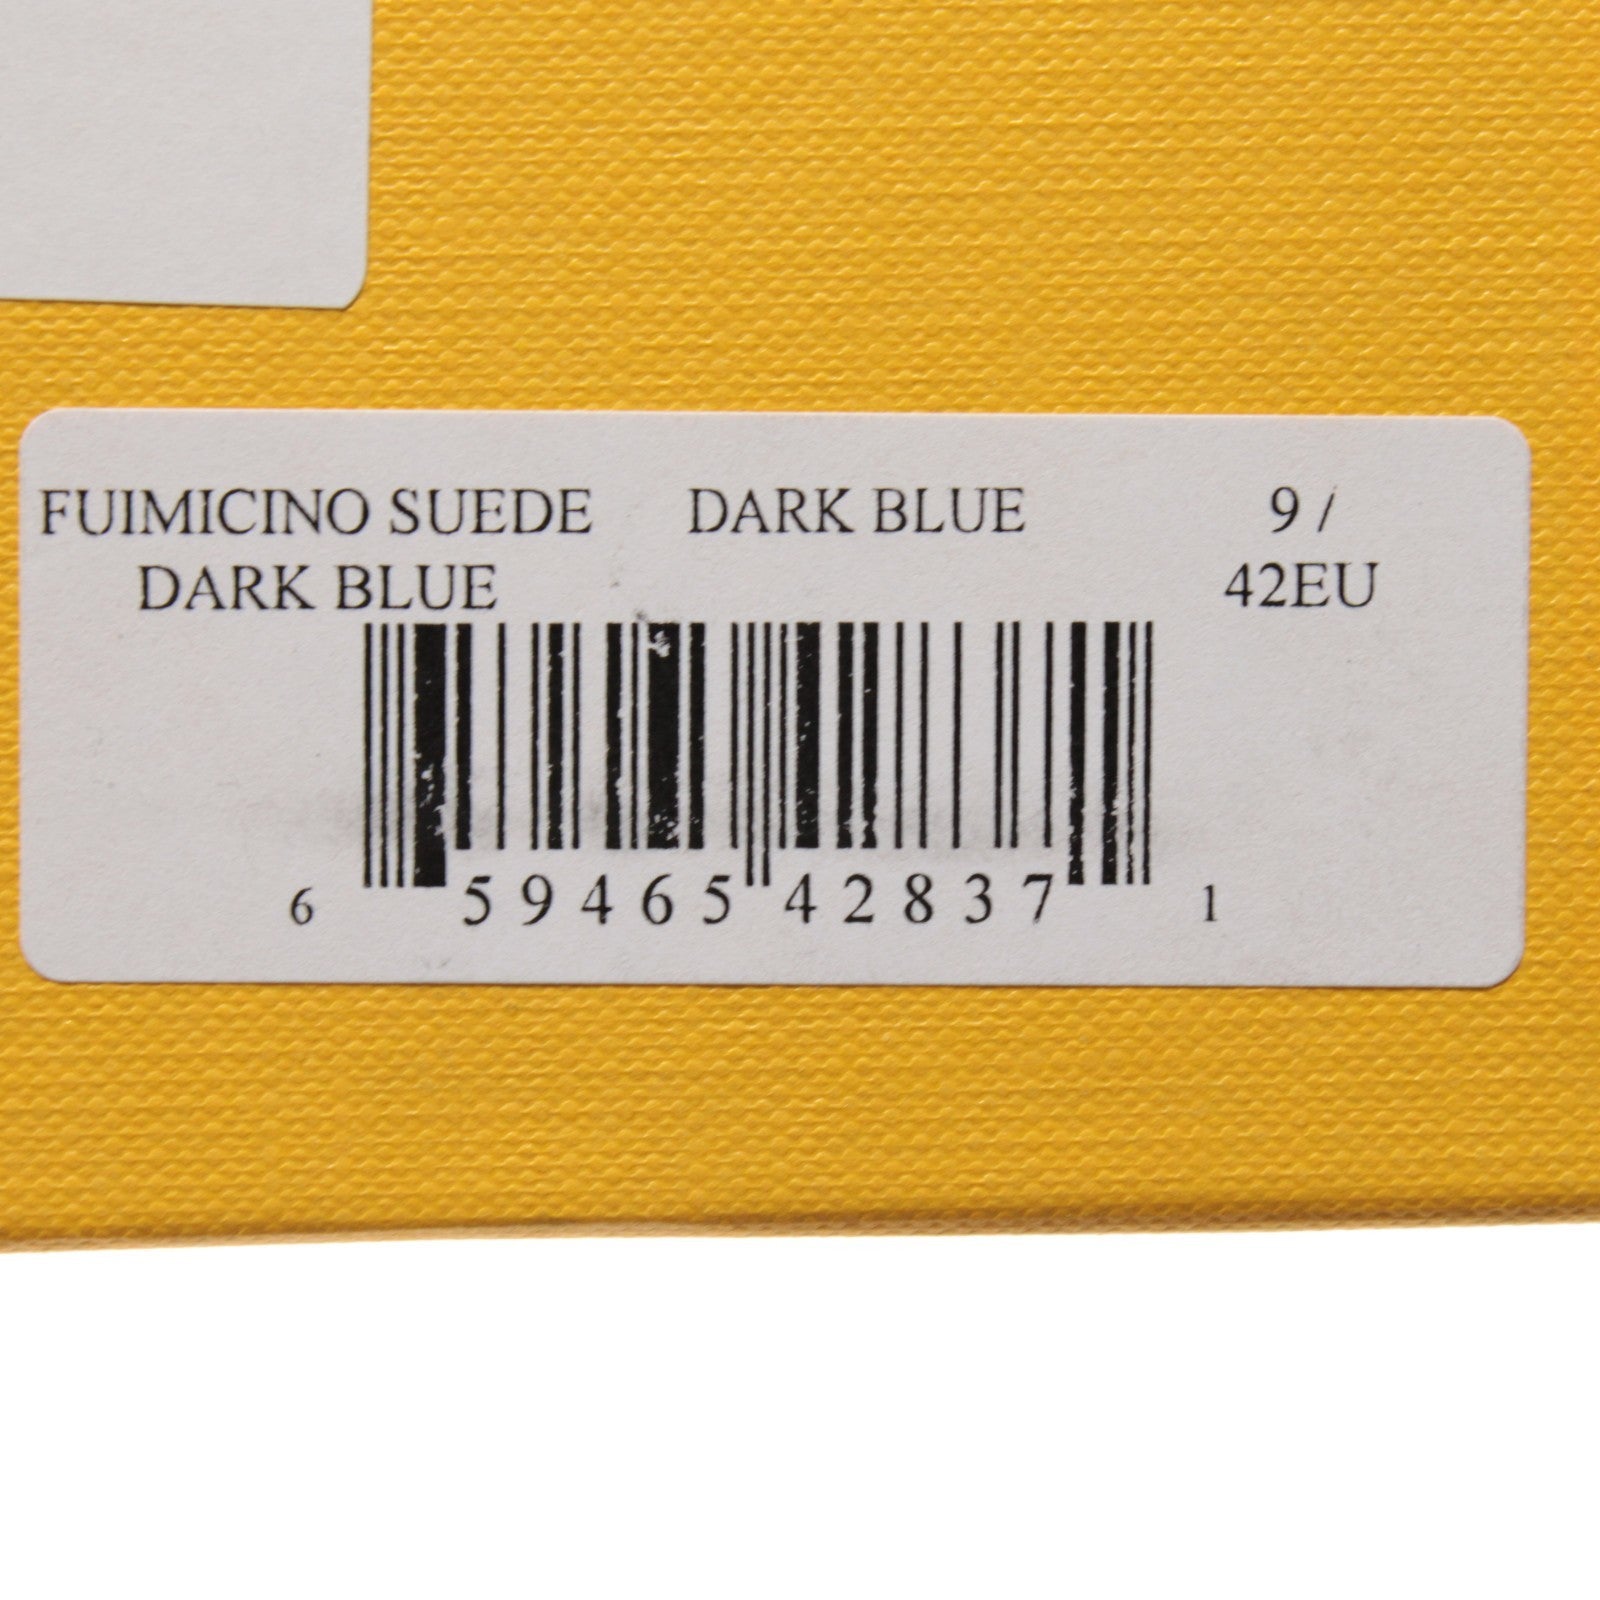 FUIMICINO SUEDE DARK BLUE 9 /
DARK BLUE 42EU
6 59465 42837 1